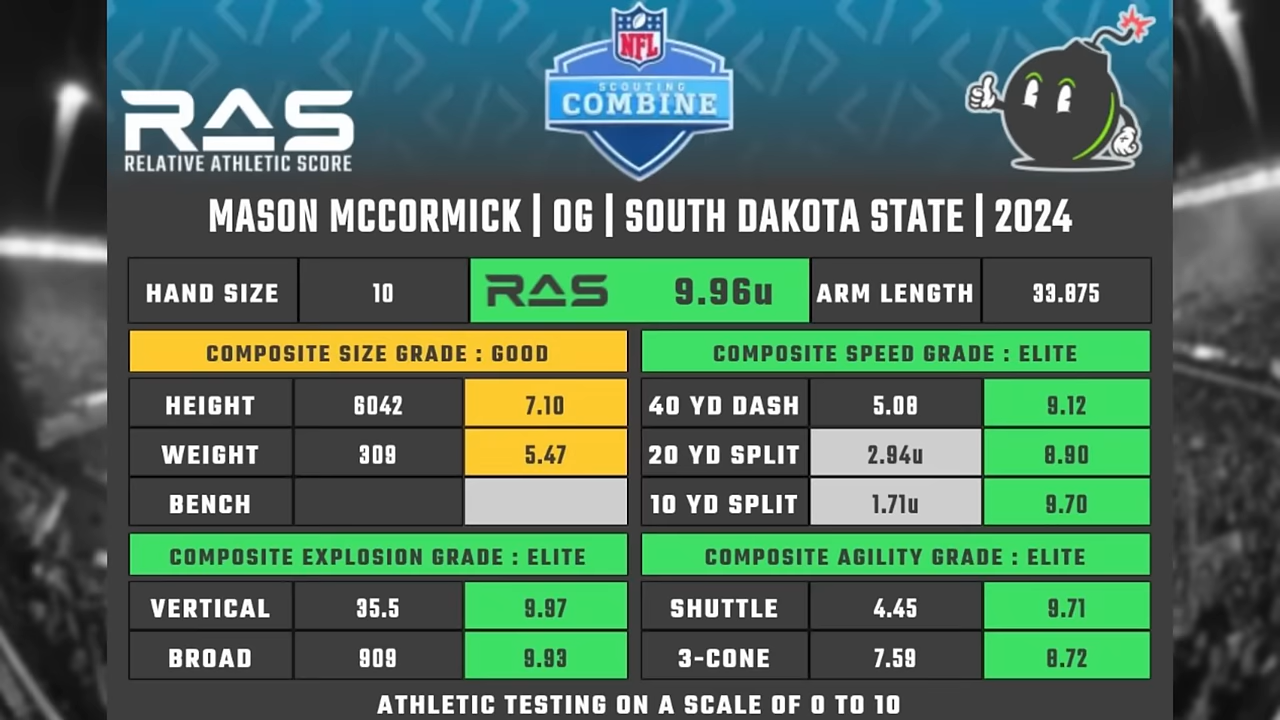 NFL
SCOUTING
COMBINE
RAS
RELATIVE ATHLETIC SCORE
MASON MCCORMICK | OG | SOUTH DAKOTA STATE | 2024
HAND SIZE 10 RAS 9.96u ARM LENGTH 33.875
COMPOSITE SIZE GRADE : GOOD COMPOSITE SPEED GRADE : ELITE
HEIGHT 6042 7.10 40 YD DASH 5.08 9.12
WEIGHT 309 5.47 20 YD SPLIT 2.94u 8.90
BENCH 10 YD SPLIT 1.71u 9.70
COMPOSITE EXPLOSION GRADE : ELITE COMPOSITE AGILITY GRADE : ELITE
VERTICAL 35.5 9.97 SHUTTLE 4.45 9.71
BROAD 909 9.93 3-CONE 7.59 8.72
ATHLETIC TESTING ON A SCALE OF 0 TO 10